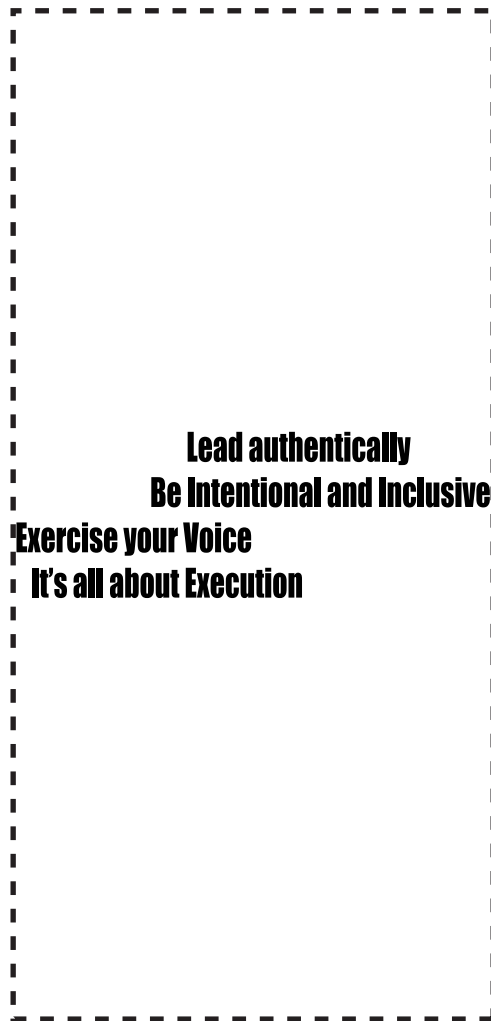 Lead authentically
Be Intentional and Inclusive
Exercise your Voice
It’s all about Execution